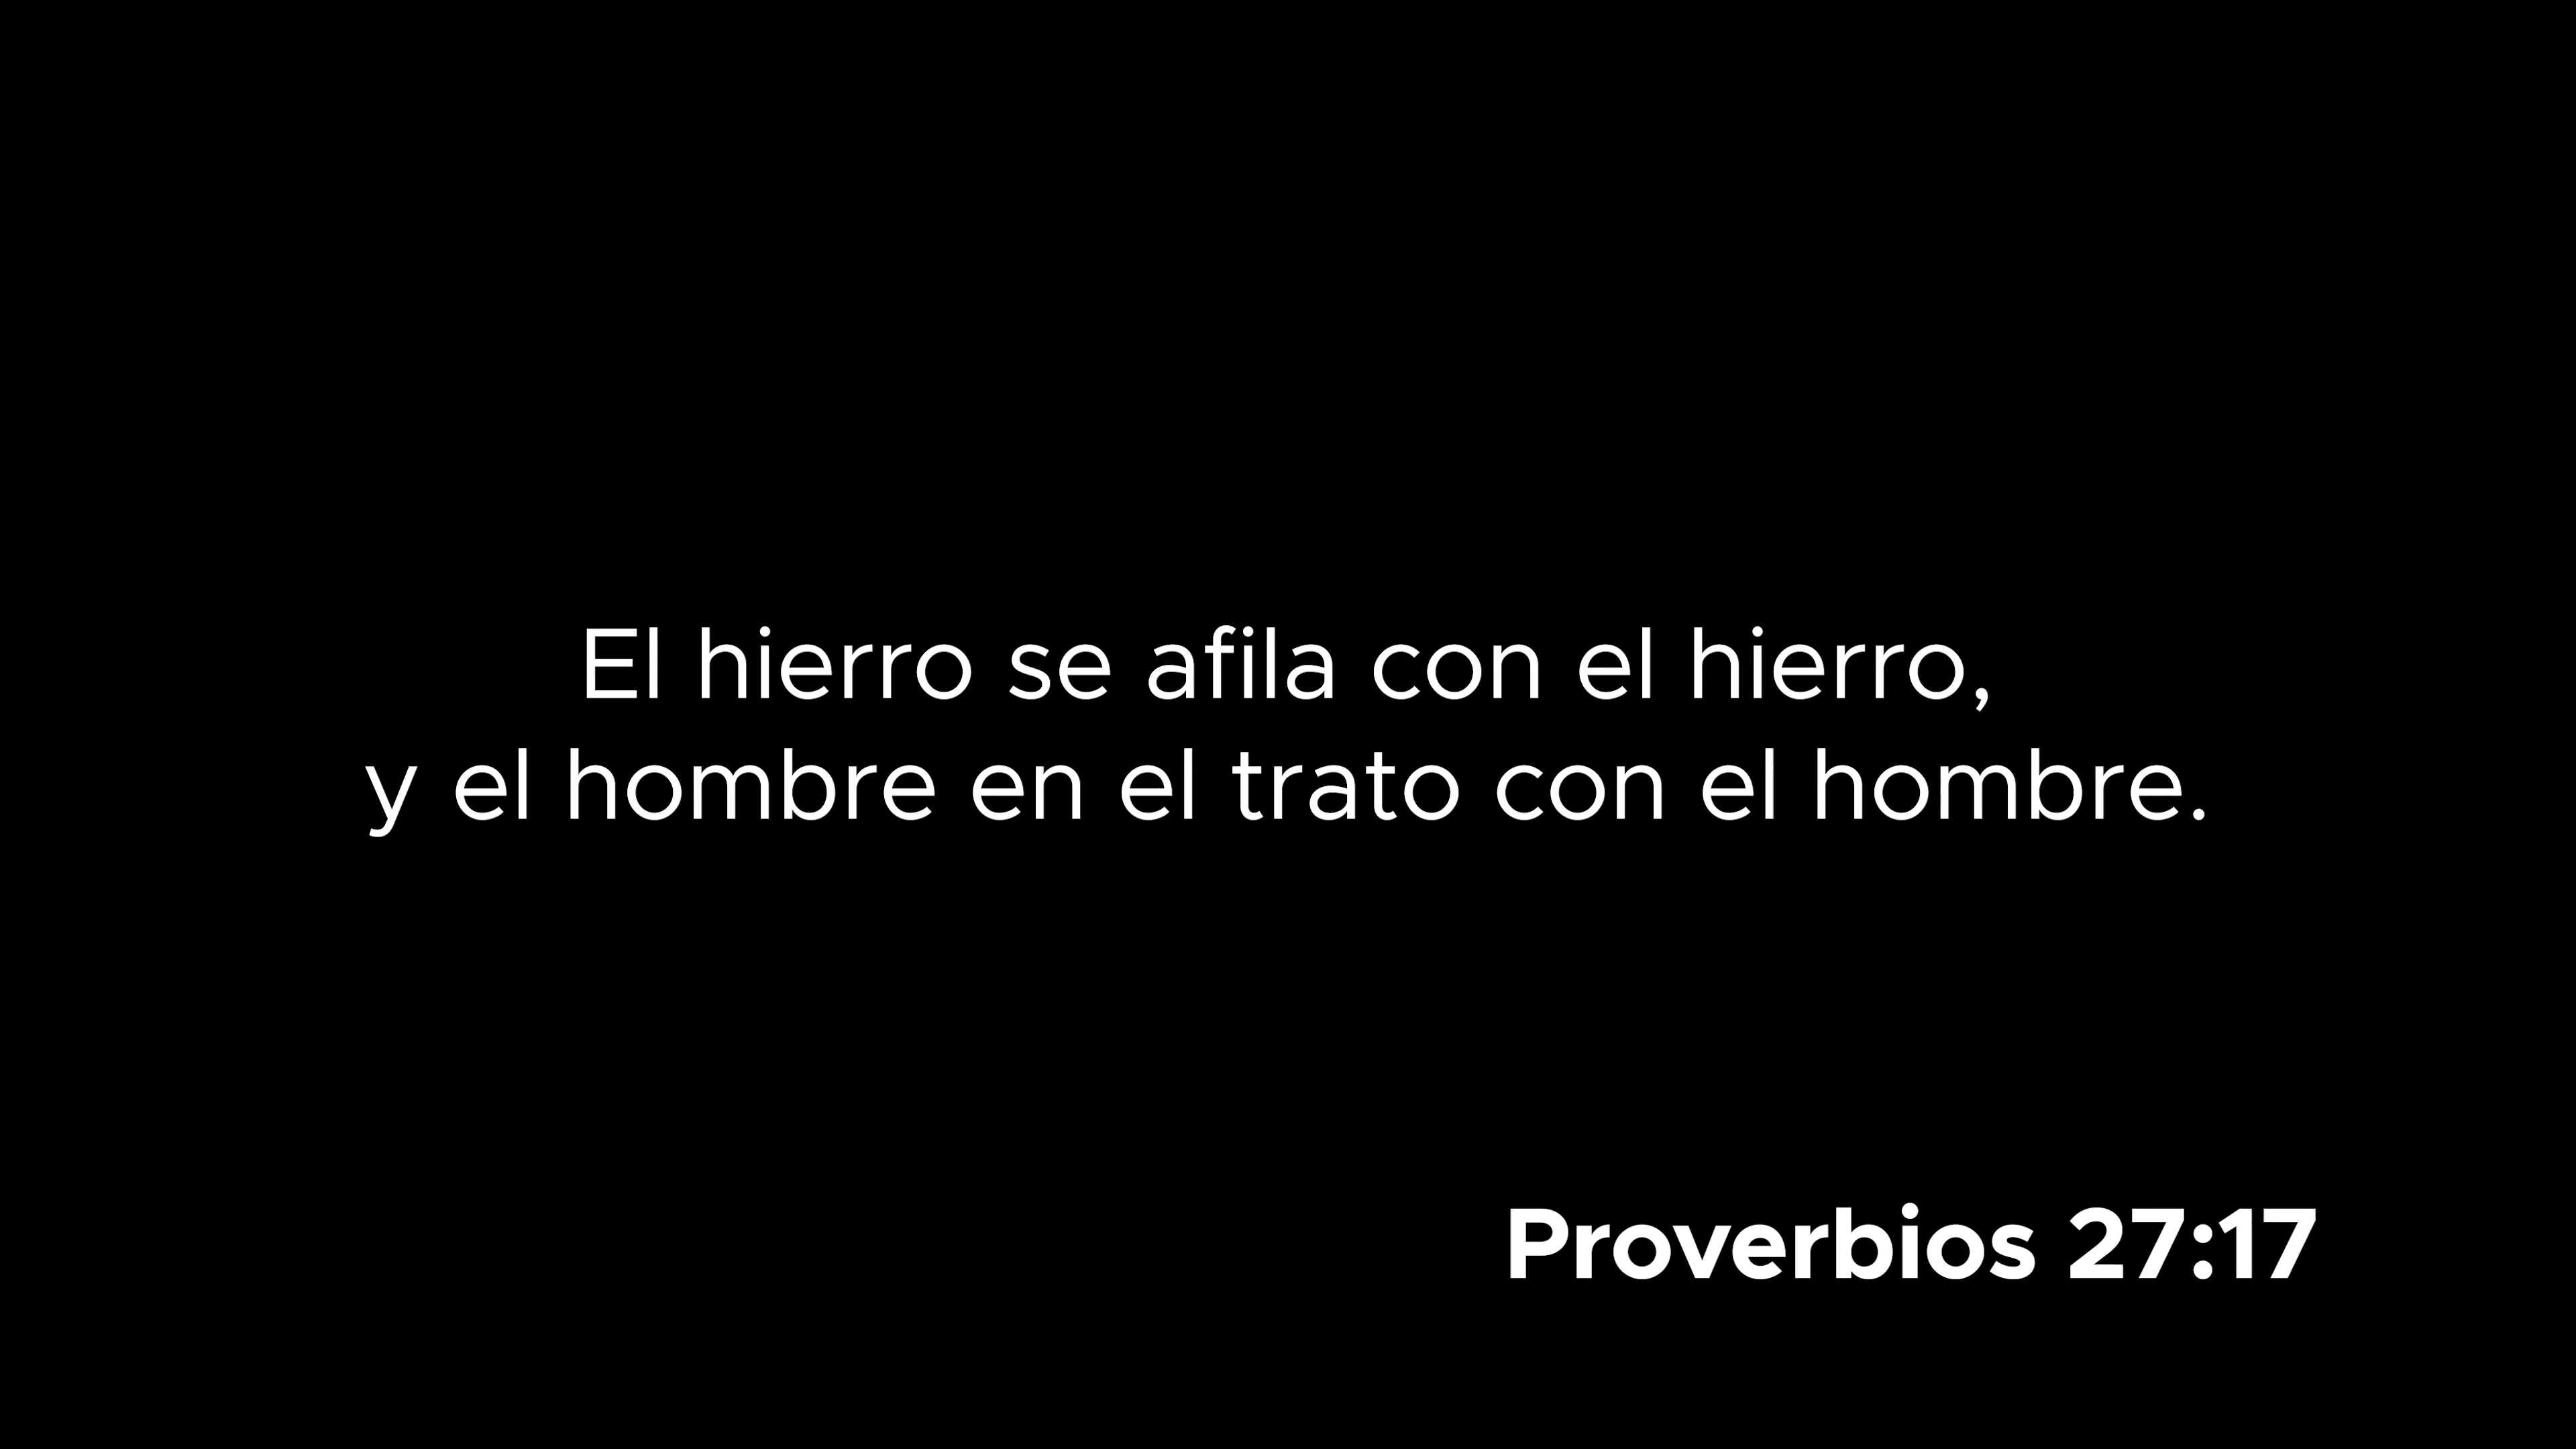 El hierro se afila con el hierro,
y el hombre en el trato con el hombre.
Proverbios 27:17